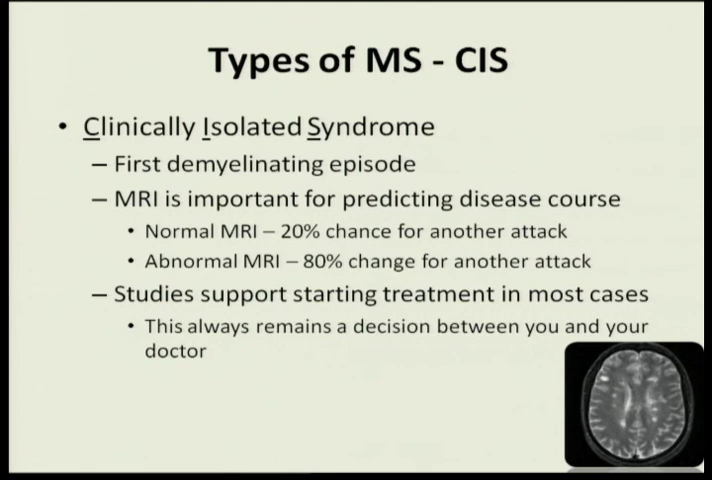 Types of MS - CIS
• Clinically Isolated Syndrome
– First demyelinating episode
– MRI is important for predicting disease course
• Normal MRI – 20% chance for another attack
• Abnormal MRI – 80% change for another attack
– Studies support starting treatment in most cases
• This always remains a decision between you and your
doctor